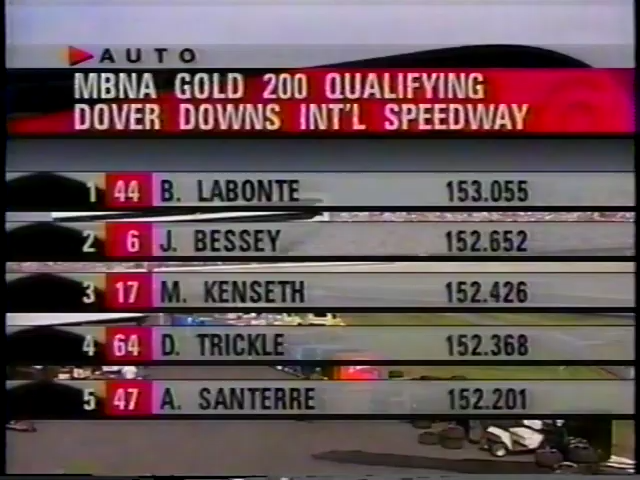 AUTO
MBNA GOLD 200 QUALIFYING
DOVER DOWNS INT'L SPEEDWAY
1 44 B. LABONTE 153.055
2 6 J. BESSEY 152.652
3 17 M. KENSETH 152.426
4 64 D. TRICKLE 152.368
5 47 A. SANTERRE 152.201